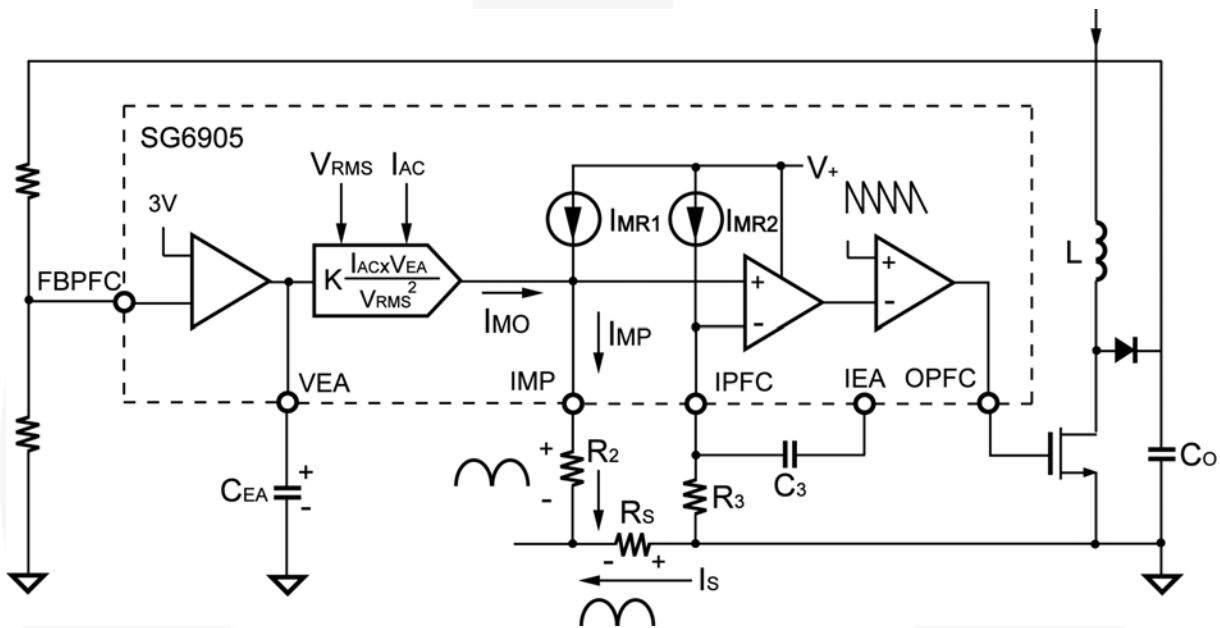 SG6905
VRMS IAC
3V
FBPFC
K IACxVEA
VRMS²
IMO
IMR1
IMR2
V+
+
-
+
-
IMP
L
VEA
IMP
IPFC
IEA
OPFC
CEA
+
-
+
-
R2
RS
- +
IS
R3
C3
CO